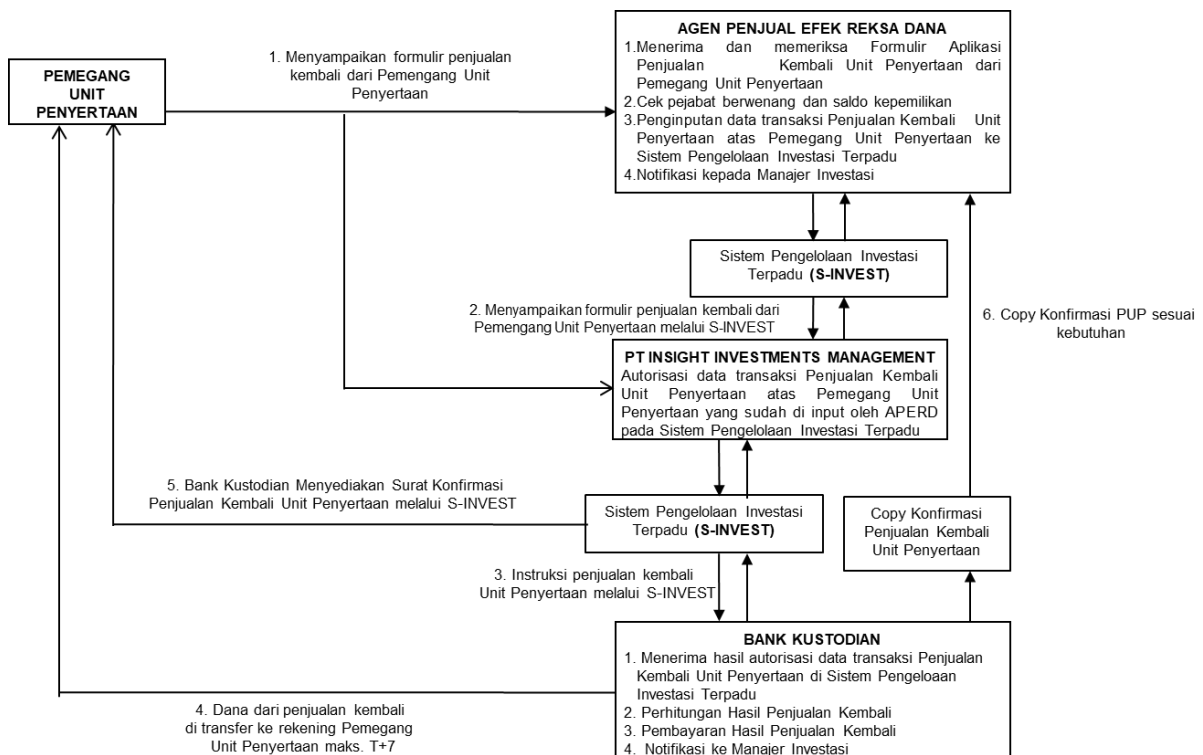 AGEN PENJUAL EFEK REKSA DANA
1.Menerima dan memeriksa Formulir Aplikasi
Penjualan Kembali Unit Penyertaan dari
Pemegang Unit Penyertaan
2.Cek pejabat berwenang dan saldo kepemilikan
3.Penginputan data transaksi Penjualan Kembali Unit
Penyertaan atas Pemegang Unit Penyertaan ke
Sistem Pengelolaan Investasi Terpadu
4.Notifikasi kepada Manajer Investasi
1. Menyampaikan formulir penjualan
kembali dari Pemengang Unit
Penyertaan
PEMEGANG
UNIT
PENYERTAAN
Sistem Pengelolaan Investasi
Terpadu (S-INVEST)
2. Menyampaikan formulir penjualan kembali dari
Pemengang Unit Penyertaan melalui S-INVEST
6. Copy Konfirmasi PUP sesuai
kebutuhan
PT INSIGHT INVESTMENTS MANAGEMENT
Autorisasi data transaksi Penjualan Kembali
Unit Penyertaan atas Pemegang Unit
Penyertaan yang sudah di input oleh APERD
pada Sistem Pengelolaan Investasi Terpadu
5. Bank Kustodian Menyediakan Surat Konfirmasi
Penjualan Kembali Unit Penyertaan melalui S-INVEST
Sistem Pengelolaan Investasi
Terpadu (S-INVEST)
Copy Konfirmasi
Penjualan Kembali
Unit Penyertaan
3. Instruksi penjualan kembali
Unit Penyertaan melalui S-INVEST
BANK KUSTODIAN
1. Menerima hasil autorisasi data transaksi Penjualan
Kembali Unit Penyertaan di Sistem Pengeloaan
Investasi Terpadu
2. Perhitungan Hasil Penjualan Kembali
3. Pembayaran Hasil Penjualan Kembali
4. Notifikasi ke Manajer Investasi
4. Dana dari penjualan kembali
di transfer ke rekening Pemegang
Unit Penyertaan maks. T+7